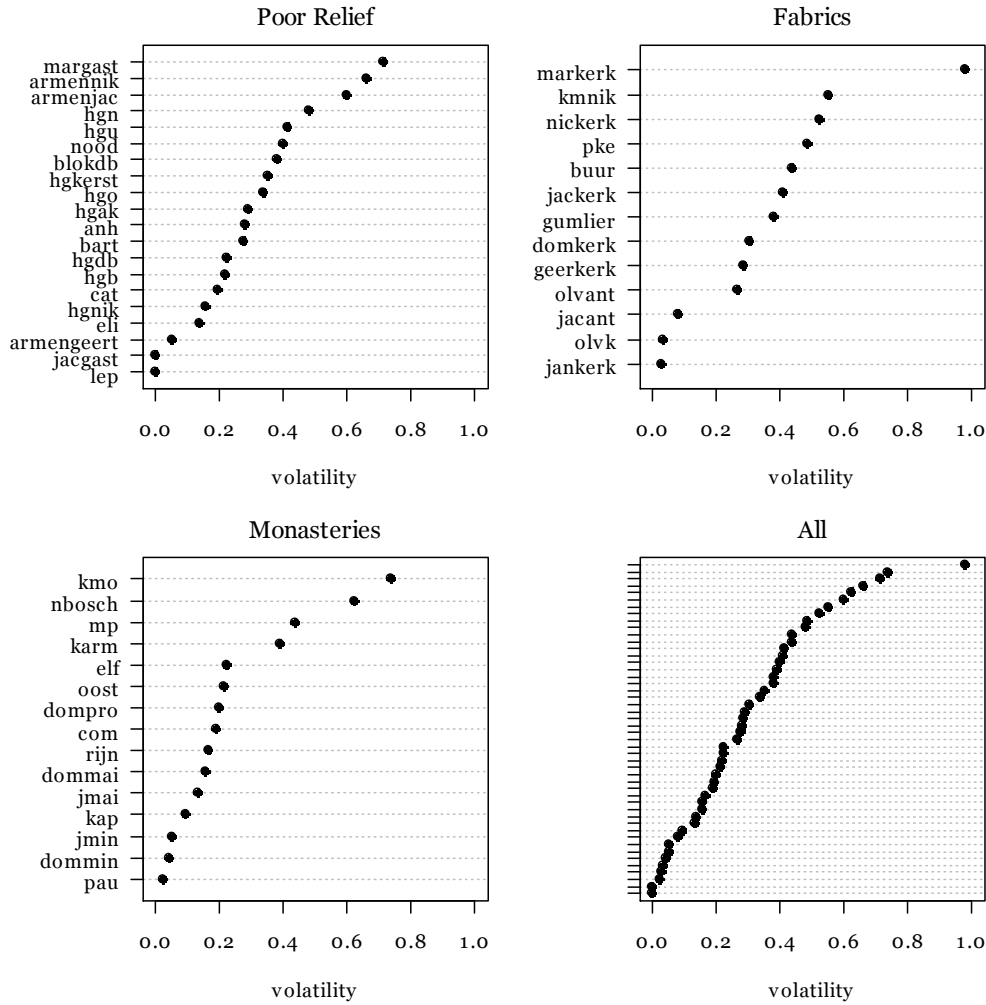 Poor Relief
margast
armennik
armenjac
hgn
hgu
nood
blokdb
hgkerst
hgo
hgak
anh
bart
hgdb
hgb
cat
hgnik
eli
armengeert
jacgast
lep
0.0 0.2 0.4 0.6 0.8 1.0
volatility
Fabrics
markerk
kmnik
nickerk
pke
buur
jackerk
gumlier
domkerk
geerkerk
olvant
jacant
olvk
jankerk
0.0 0.2 0.4 0.6 0.8 1.0
volatility
Monasteries
kmo
nbosch
mp
karm
elf
oost
dompro
com
rijn
dommai
jmai
kap
jmin
dommin
pau
0.0 0.2 0.4 0.6 0.8 1.0
volatility
All
0.0 0.2 0.4 0.6 0.8 1.0
volatility